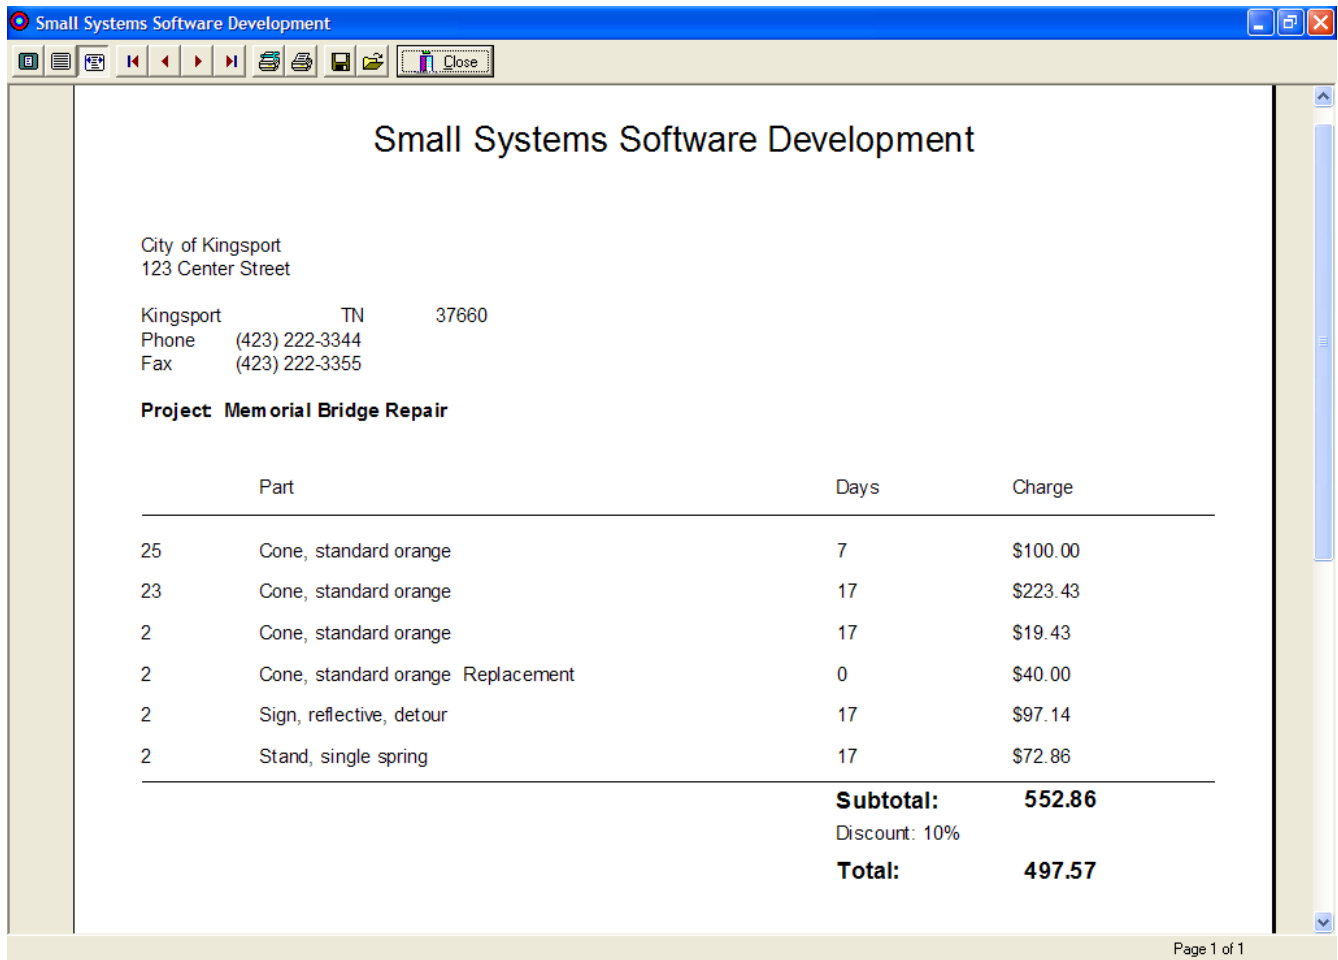 Small Systems Software Development
Close
Small Systems Software Development
City of Kingsport
123 Center Street
Kingsport TN 37660
Phone (423) 222-3344
Fax (423) 222-3355
Project: Memorial Bridge Repair
Part Days Charge
25 Cone, standard orange 7 $100.00
23 Cone, standard orange 17 $223.43
2 Cone, standard orange 17 $19.43
2 Cone, standard orange Replacement 0 $40.00
2 Sign, reflective, detour 17 $97.14
2 Stand, single spring 17 $72.86
Subtotal: 552.86
Discount: 10%
Total: 497.57
Page 1 of 1